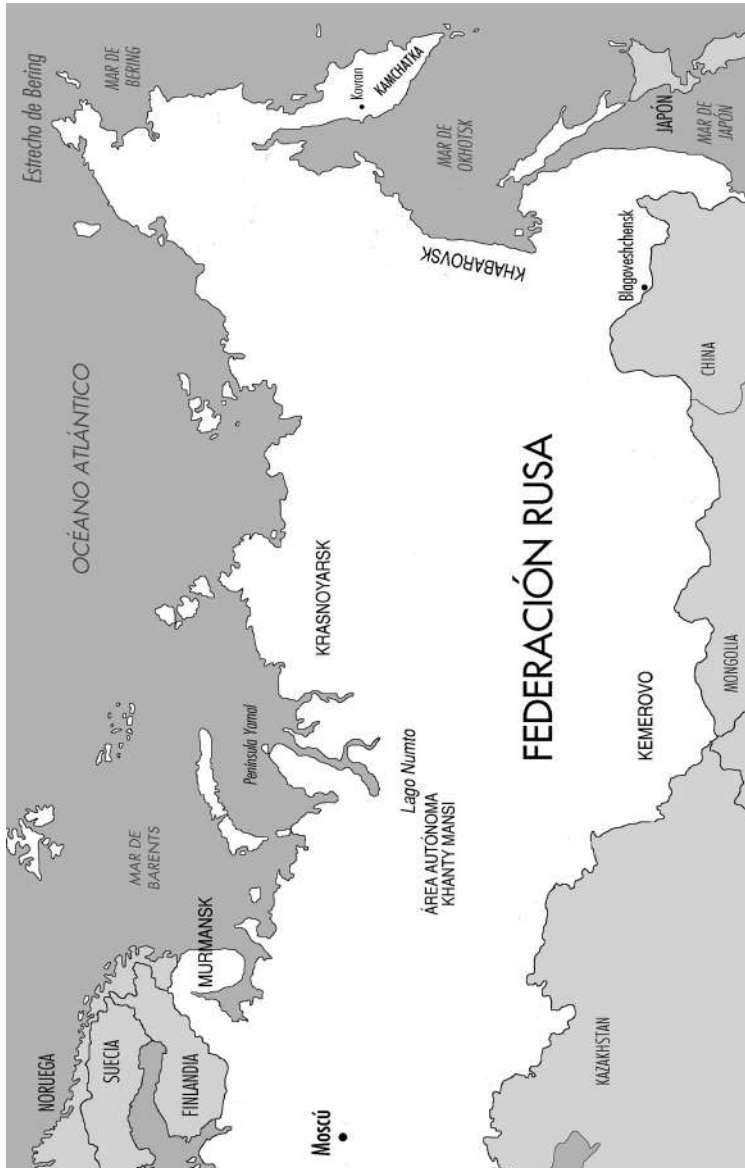 Estrecho de Bering
MAR DE
BERING
Kovran
KAMCHATKA
MAR DE
OKHOTSK
JAPÓN
MAR DE
JAPÓN
KHABAROVSK
Blagoveshchensk
CHINA
OCÉANO ATLÁNTICO
KRASNOYARSK
FEDERACIÓN RUSA
MONGOLIA
KEMEROVO
Península Yamal
Lago Numto
ÁREA AUTÓNOMA
KHANTY MANSI
MAR DE
BARENTS
MURMANSK
NORUEGA
SUECIA
FINLANDIA
Moscú
KAZAKHSTAN